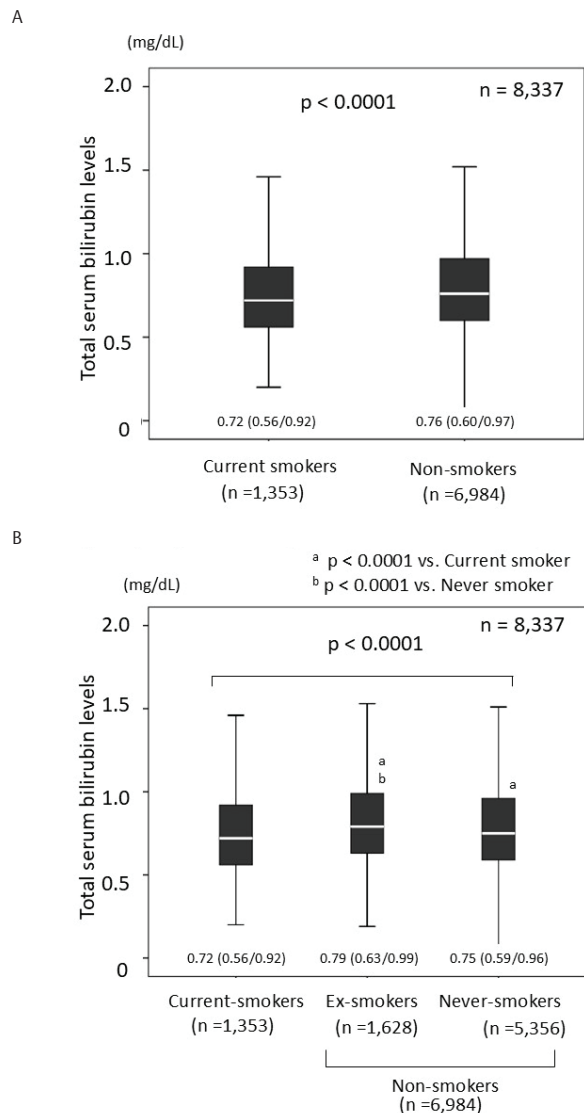 A
(mg/dL)
p < 0.0001
n = 8,337
Total serum bilirubin levels
2.0
1.5
1.0
0.5
0
0.72 (0.56/0.92)
0.76 (0.60/0.97)
Current smokers
(n =1,353)
Non-smokers
(n =6,984)
B
a p < 0.0001 vs. Current smoker
b p < 0.0001 vs. Never smoker
(mg/dL)
n = 8,337
p < 0.0001
Total serum bilirubin levels
2.0
1.5
1.0
0.5
0
a
b
a
0.72 (0.56/0.92)
0.79 (0.63/0.99)
0.75 (0.59/0.96)
Current-smokers
(n =1,353)
Ex-smokers
(n =1,628)
Never-smokers
(n =5,356)
Non-smokers
(n =6,984)